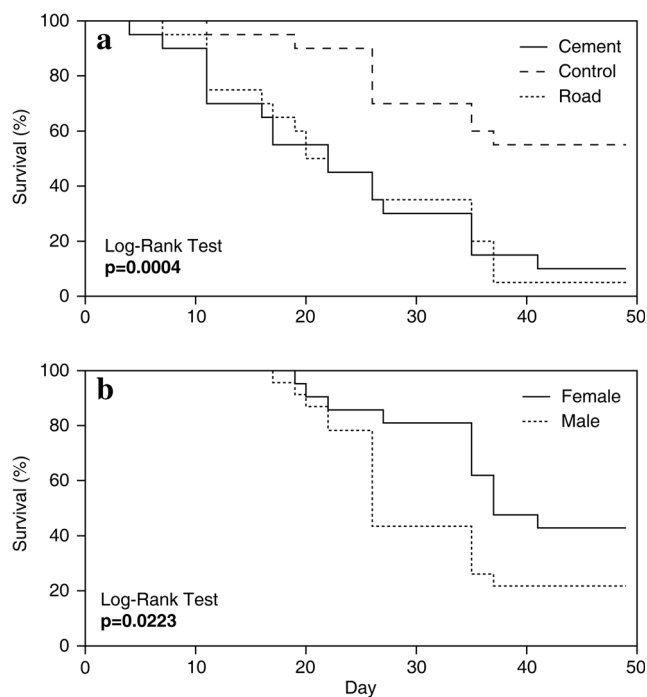 a
100
80
60
40
20
0
Survival (%)
Cement
Control
Road
Log-Rank Test
p=0.0004
0 10 20 30 40 50
b
100
80
60
40
20
0
Survival (%)
Female
Male
Log-Rank Test
p=0.0223
0 10 20 30 40 50
Day